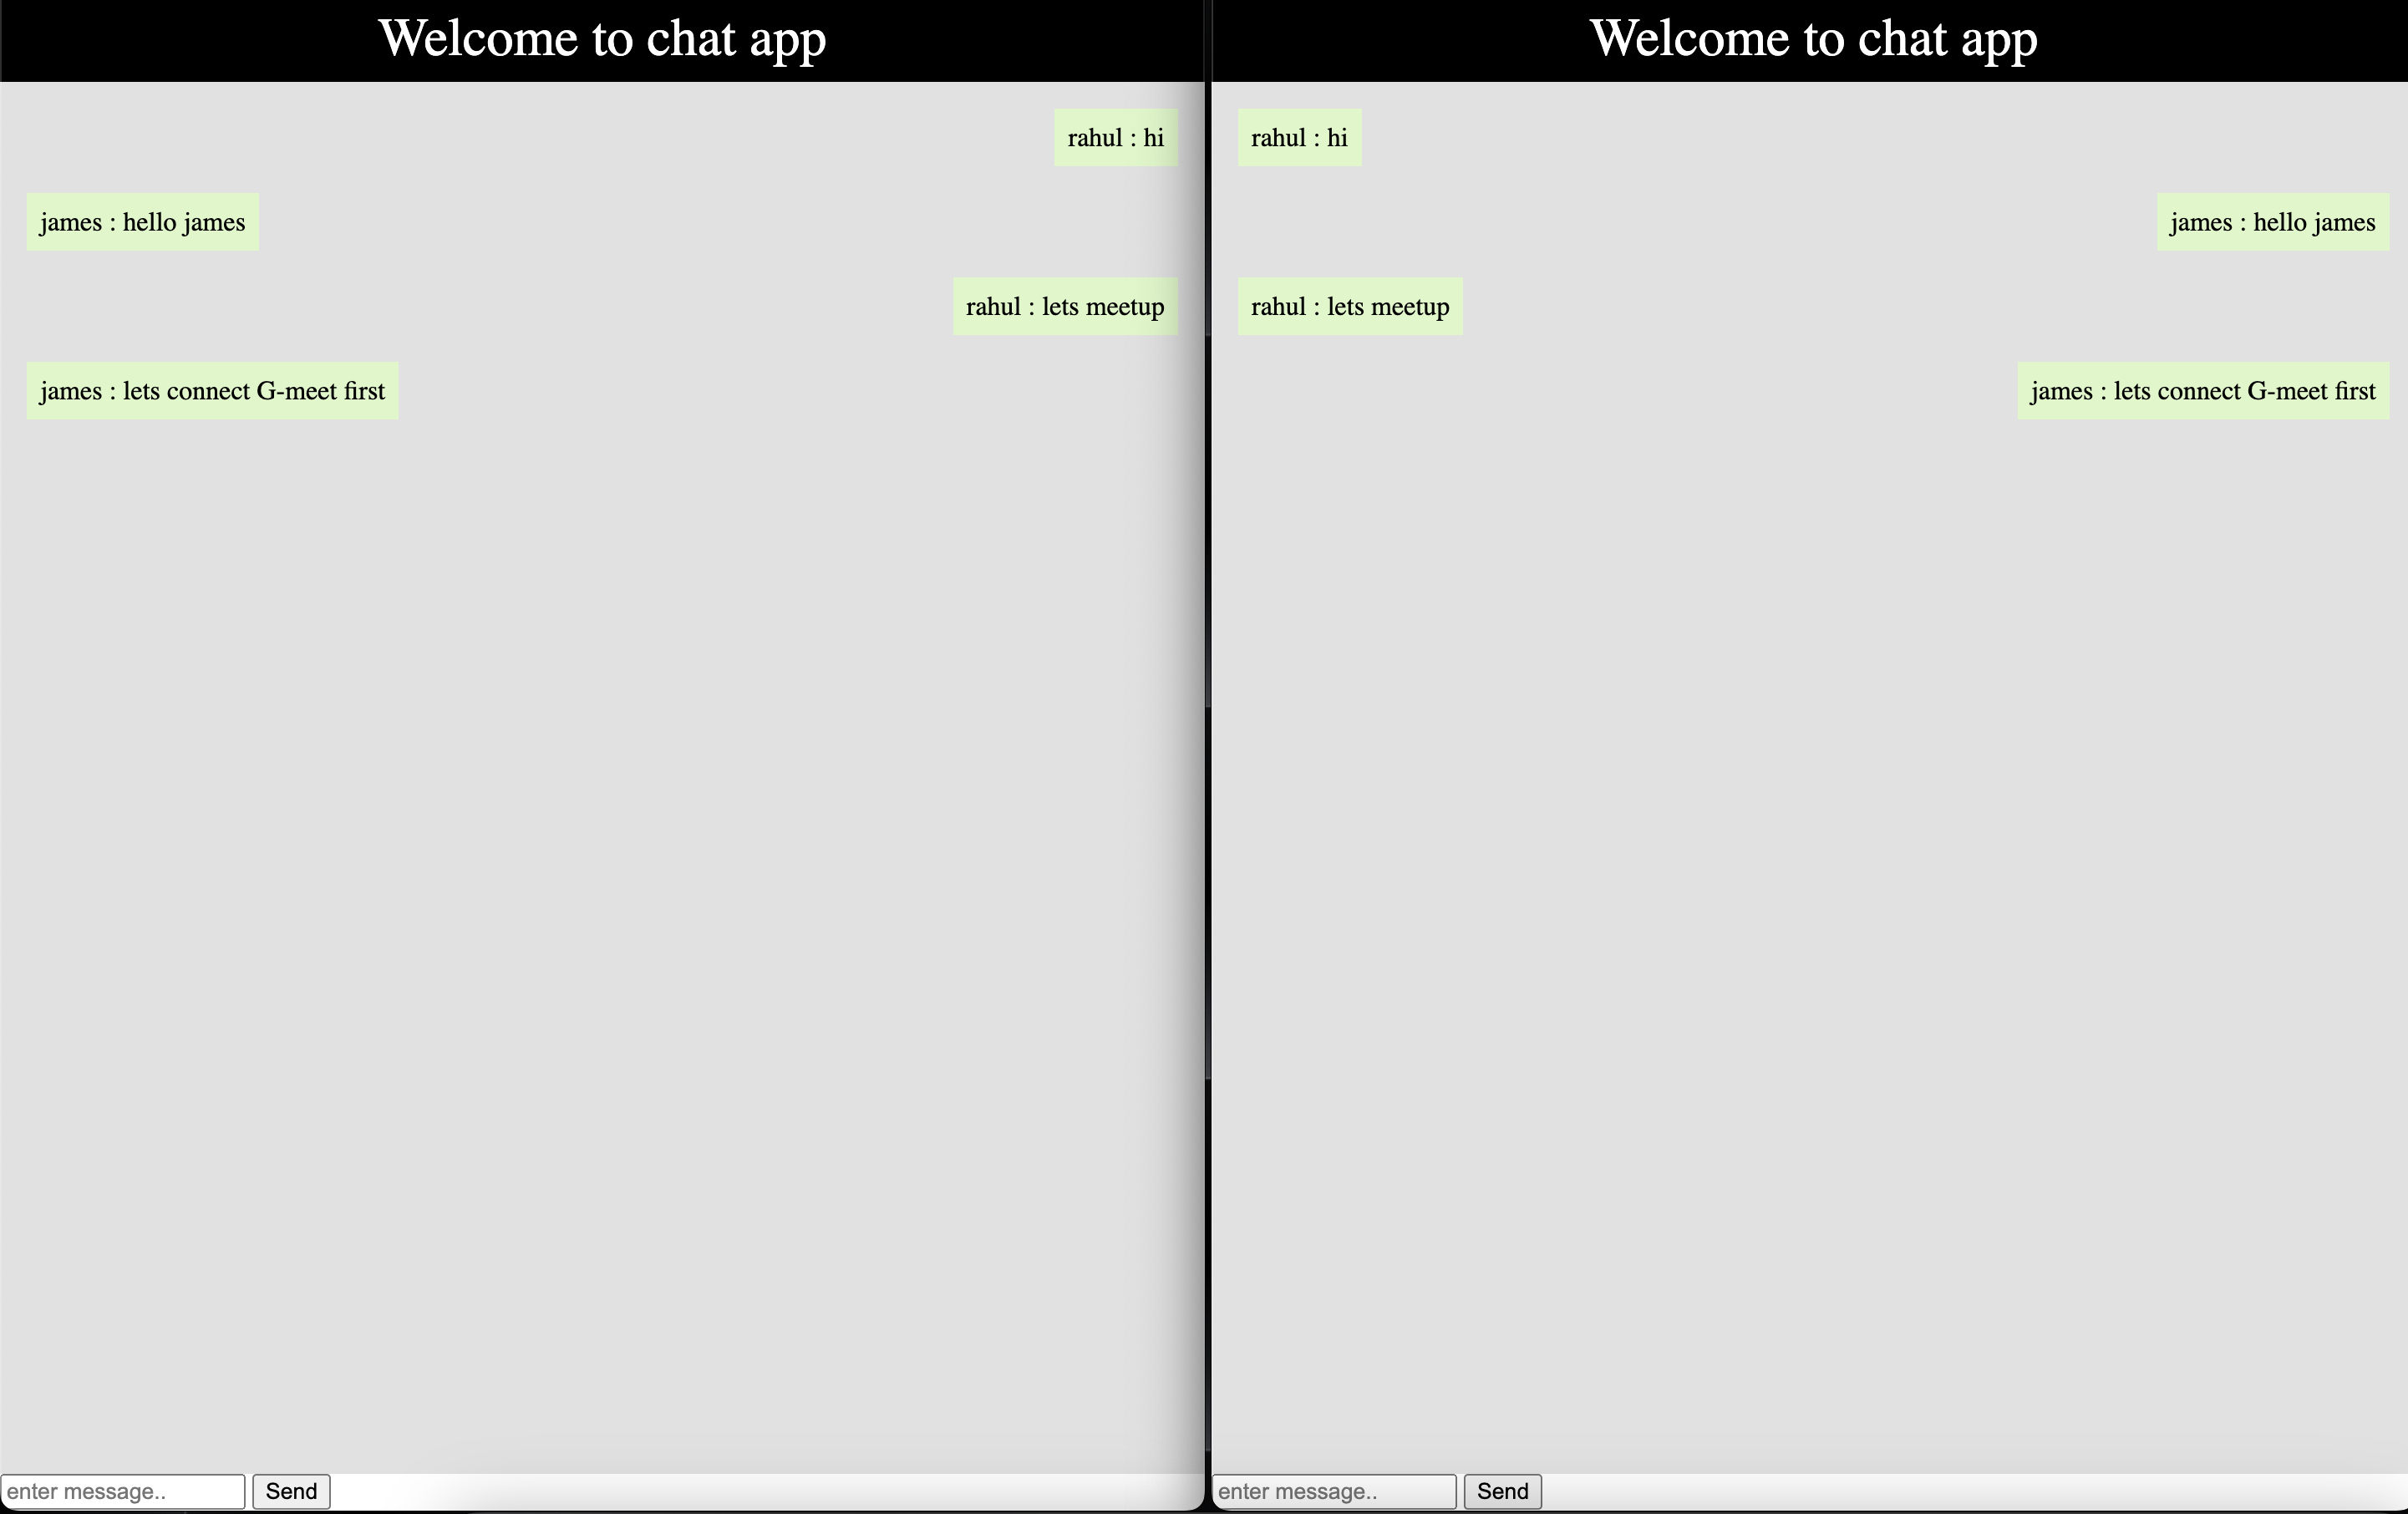 Welcome to chat app
rahul : hi
james : hello james
rahul : lets meetup
james : lets connect G-meet first
enter message..
Send
Welcome to chat app
rahul : hi
james : hello james
rahul : lets meetup
james : lets connect G-meet first
enter message..
Send